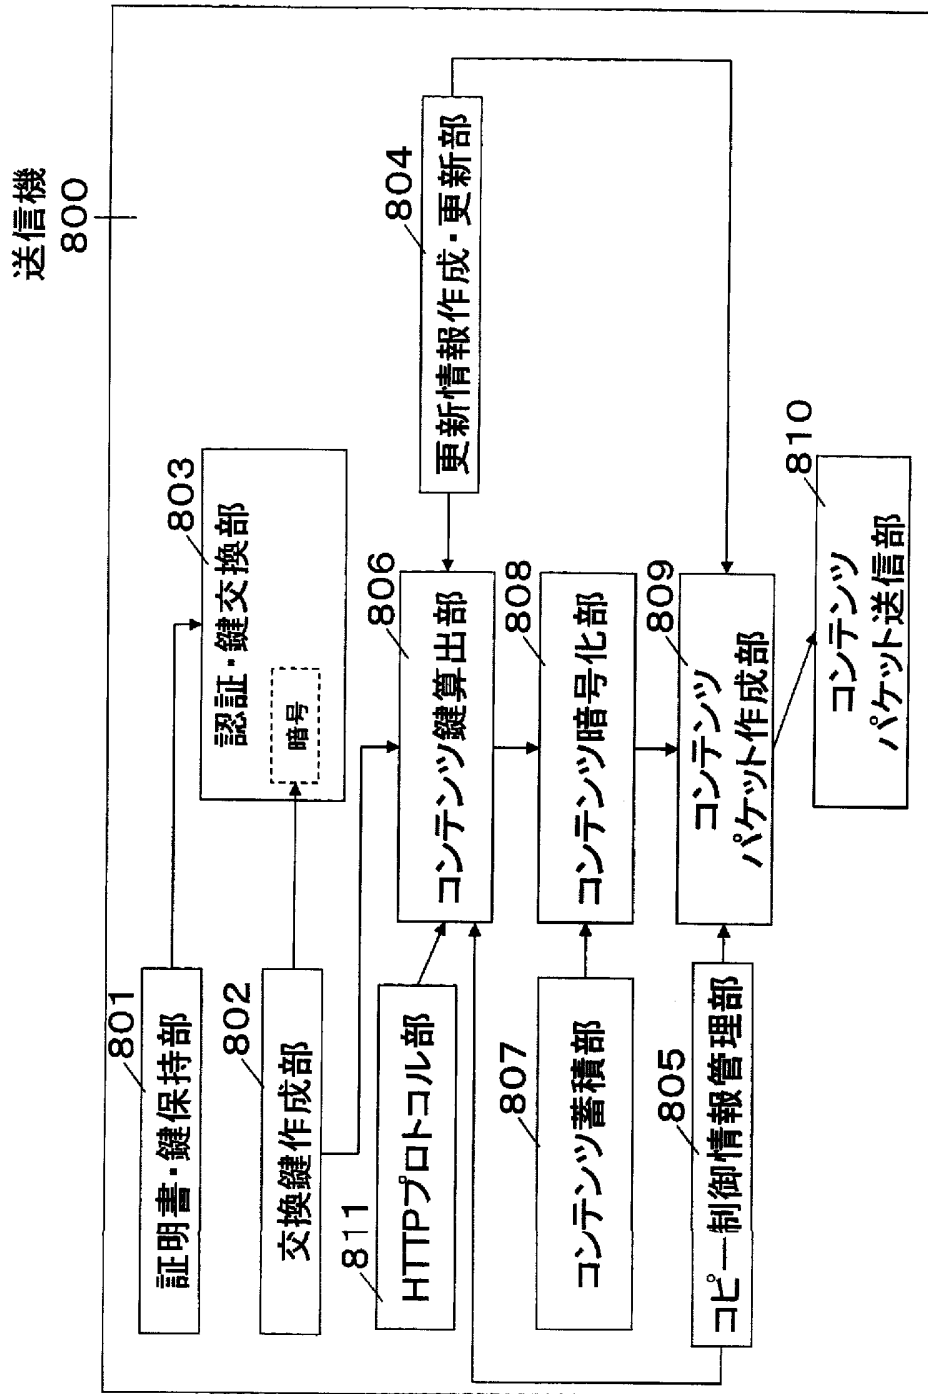 送信機
800
801
証明書・鍵保持部
803
認証・鍵交換部
暗号
802
交換鍵作成部
804
更新情報作成・更新部
811
HTTPプロトコル部
806
コンテンツ鍵算出部
807
コンテンツ蓄積部
808
コンテンツ暗号化部
805
コピー制御情報管理部
809
コンテンツ
パケット作成部
810
コンテンツ
パケット送信部